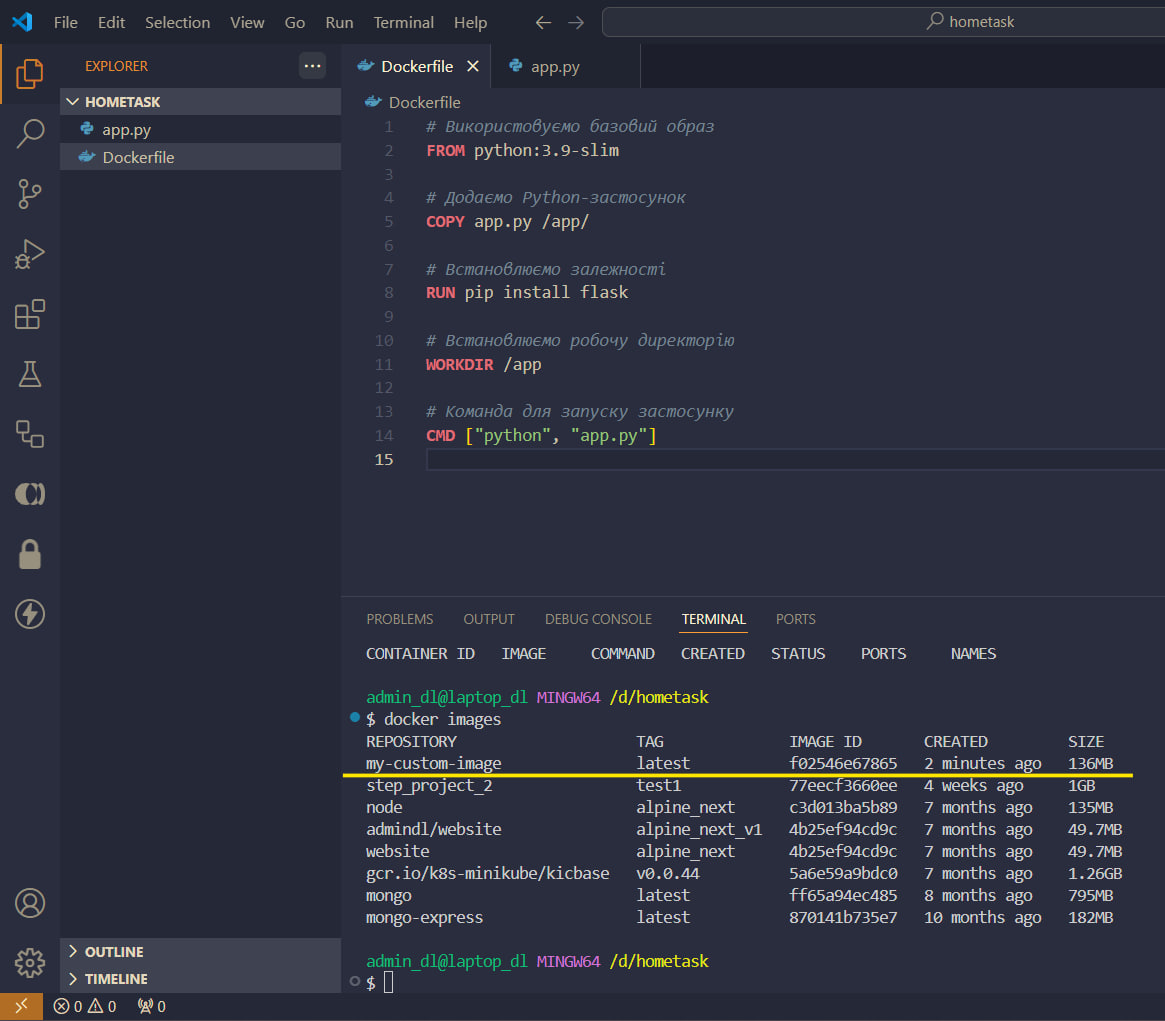 File Edit Selection View Go Run Terminal Help hometask
EXPLORER
HOMETASK
app.py
Dockerfile
OUTLINE
TIMELINE
Dockerfile app.py
Dockerfile
1 # Використовуємо базовий образ
2 FROM python:3.9-slim
3
4 # Додаємо Python-застосунок
5 COPY app.py /app/
6
7 # Встановлюємо залежності
8 RUN pip install flask
9
10 # Встановлюємо робочу директорію
11 WORKDIR /app
12
13 # Команда для запуску застосунку
14 CMD ["python", "app.py"]
15
PROBLEMS OUTPUT DEBUG CONSOLE TERMINAL PORTS
CONTAINER ID IMAGE COMMAND CREATED STATUS PORTS NAMES
admin_dl@laptop_dl MINGW64 /d/hometask
$ docker images
REPOSITORY TAG IMAGE ID CREATED SIZE
my-custom-image latest f02546e67865 2 minutes ago 136MB
step_project_2 test1 77eecf3660ee 4 weeks ago 1GB
node alpine_next c3d013ba5b89 7 months ago 135MB
admindl/website alpine_next_v1 4b25ef94cd9c 7 months ago 49.7MB
website alpine_next 4b25ef94cd9c 7 months ago 49.7MB
gcr.io/k8s-minikube/kicbase v0.0.44 5a6e59a9bdc0 7 months ago 1.26GB
mongo latest ff65a94ec485 8 months ago 795MB
mongo-express latest 870141b735e7 10 months ago 182MB
admin_dl@laptop_dl MINGW64 /d/hometask
$
0 0 0